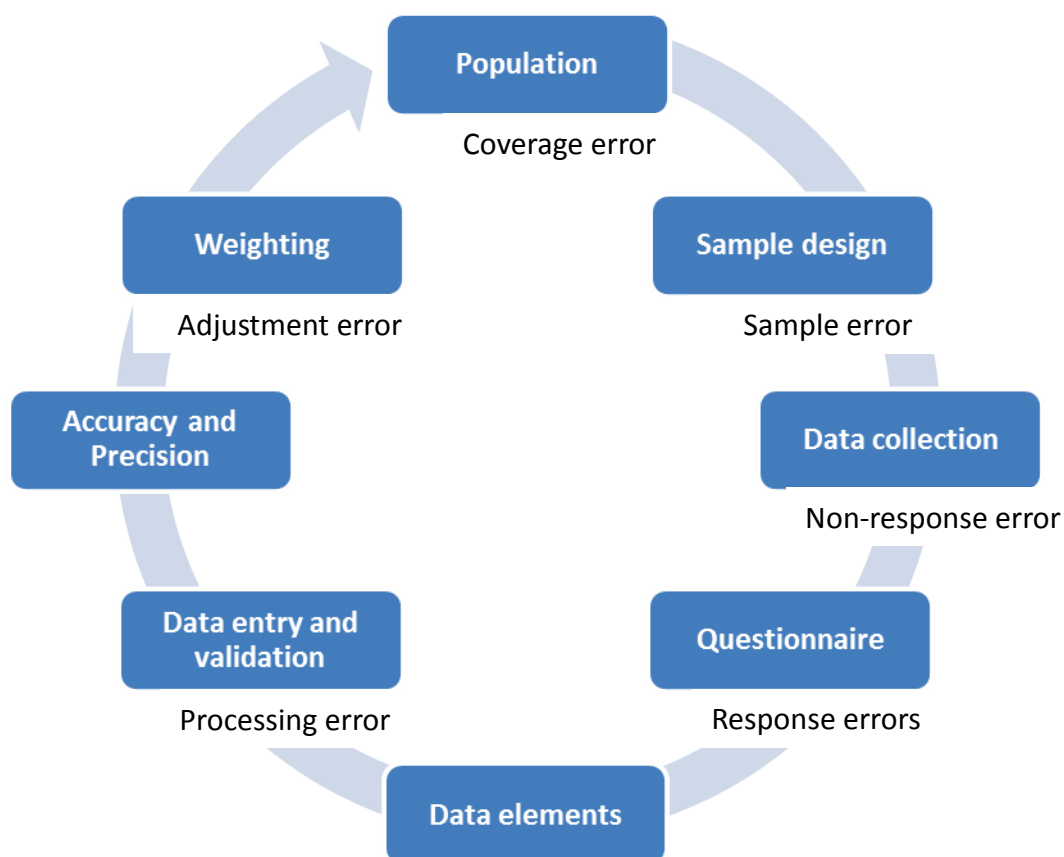 Population
Coverage error
Sample design
Sample error
Data collection
Non-response error
Questionnaire
Response errors
Data elements
Data entry and
validation
Processing error
Accuracy and
Precision
Weighting
Adjustment error